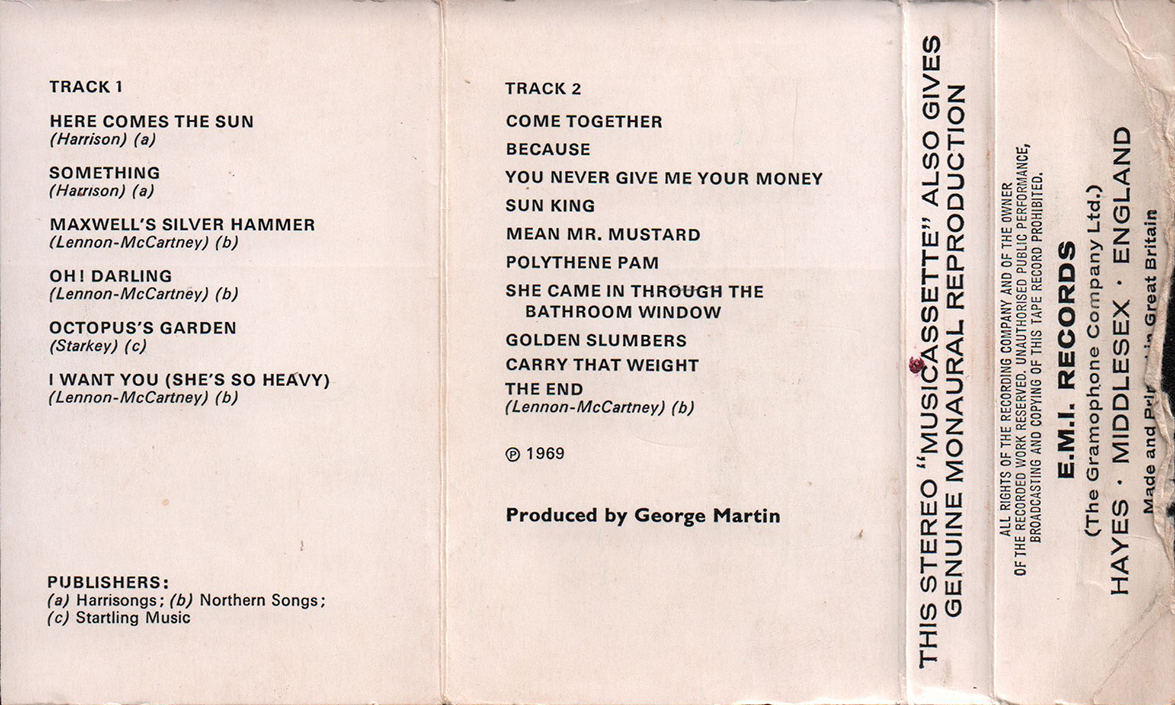 TRACK 1
HERE COMES THE SUN
(Harrison) (a)
SOMETHING
(Harrison) (a)
MAXWELL'S SILVER HAMMER
(Lennon-McCartney) (b)
OH! DARLING
(Lennon-McCartney) (b)
OCTOPUS'S GARDEN
(Starkey) (c)
I WANT YOU (SHE'S SO HEAVY)
(Lennon-McCartney) (b)
PUBLISHERS:
(a) Harrisongs; (b) Northern Songs;
(c) Startling Music
TRACK 2
COME TOGETHER
BECAUSE
YOU NEVER GIVE ME YOUR MONEY
SUN KING
MEAN MR. MUSTARD
POLYTHENE PAM
SHE CAME IN THROUGH THE
BATHROOM WINDOW
GOLDEN SLUMBERS
CARRY THAT WEIGHT
THE END
(Lennon-McCartney) (b)
℗ 1969
Produced by George Martin
THIS STEREO "MUSICASSETTE" ALSO GIVES
GENUINE MONAURAL REPRODUCTION
ALL RIGHTS OF THE RECORDING COMPANY AND OF THE OWNER
OF THE RECORDED WORK RESERVED. UNAUTHORISED PUBLIC PERFORMANCE,
BROADCASTING AND COPYING OF THIS TAPE RECORD PROHIBITED.
E.M.I. RECORDS
(The Gramophone Company Ltd.)
HAYES · MIDDLESEX · ENGLAND
Made and in Great Britain